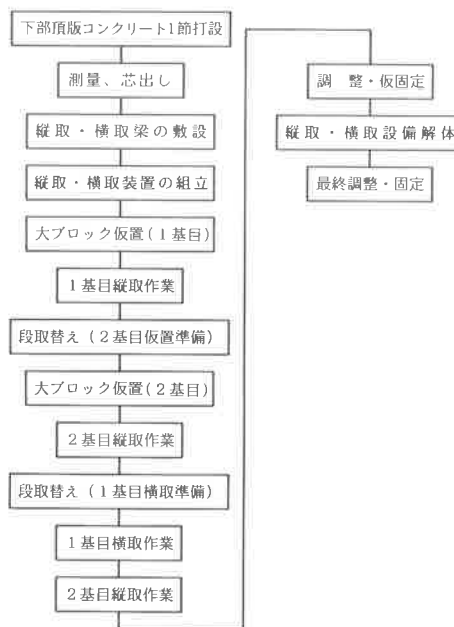 下部頂版コンクリート1節打設
測量、芯出し
縦取・横取梁の敷設
縦取・横取装置の組立
大ブロック仮置(1基目)
1基目縦取作業
段取替え(2基目仮置準備)
大ブロック仮置(2基目)
2基目縦取作業
段取替え(1基目横取準備)
1基目横取作業
2基目縦取作業
調整・仮固定
縦取・横取設備解体
最終調整・固定